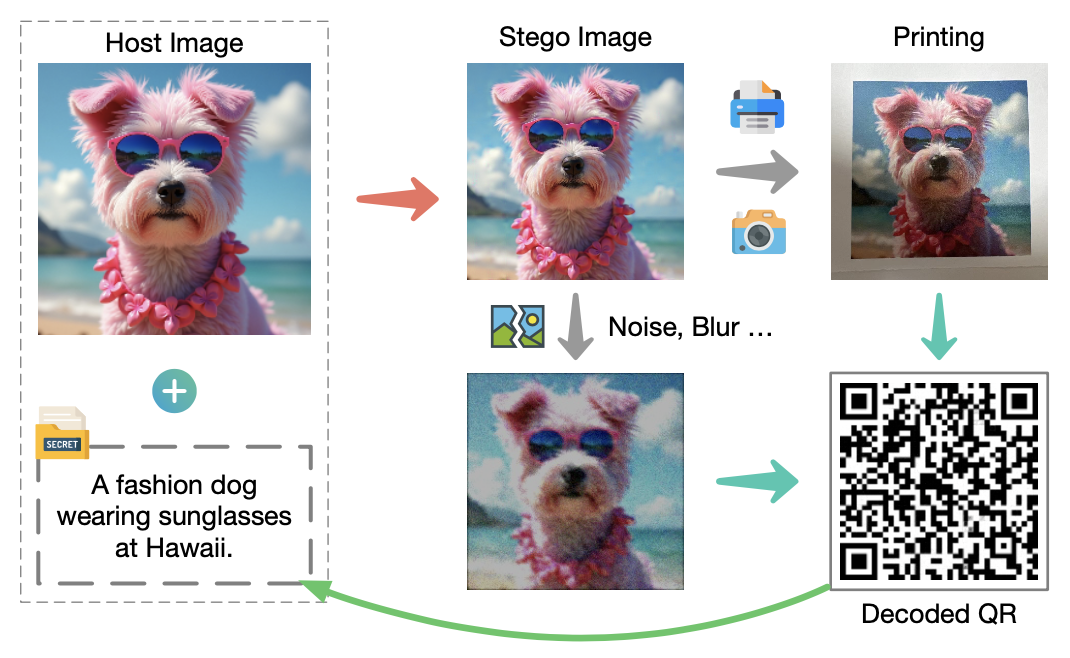 Host Image
Stego Image
Printing
Noise, Blur ...
SECRET
A fashion dog
wearing sunglasses
at Hawaii.
Decoded QR